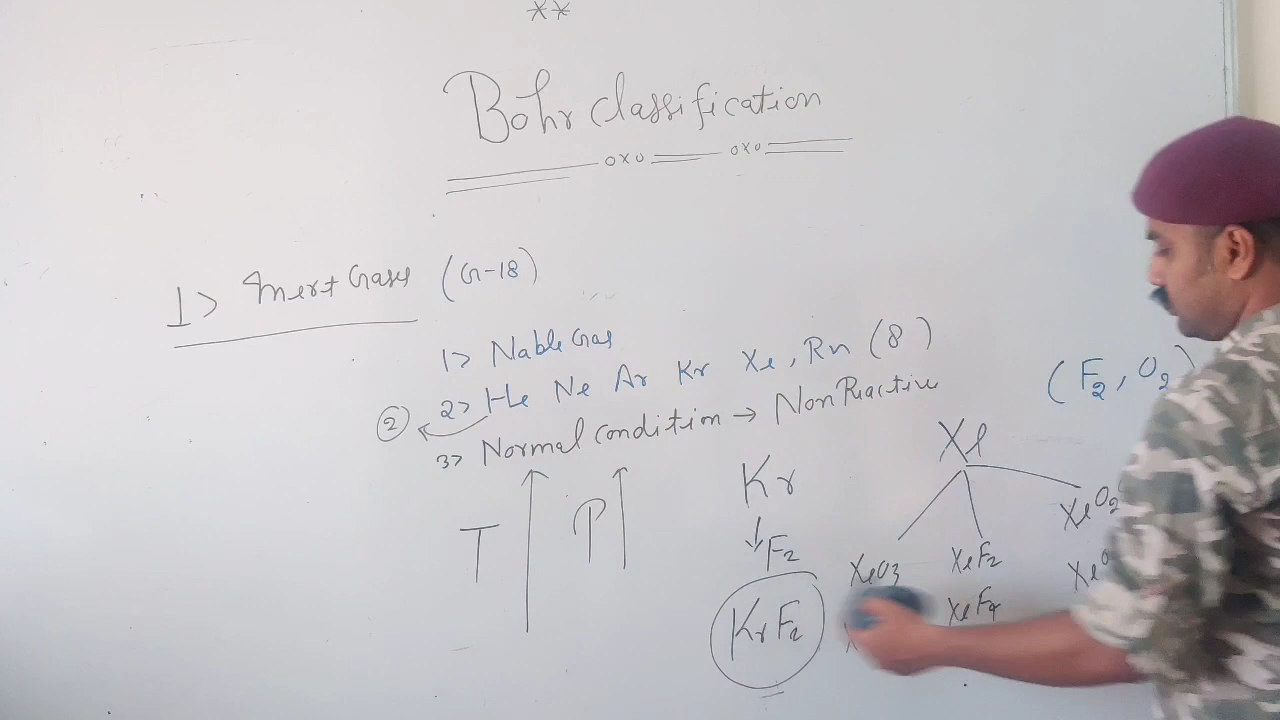 **
Bohr classification
oxo oxo
1> Inert Gases (G-18)
1> Nable Gas
2> He Ne Ar Kr Xe, Rn (8)
(F2, O2)
②
3> Normal condition → Non Reactive
T ↑ P ↑
Kr
↓ F2
KrF2
Xe
XeO3 XeF2 XeO2
XeF4